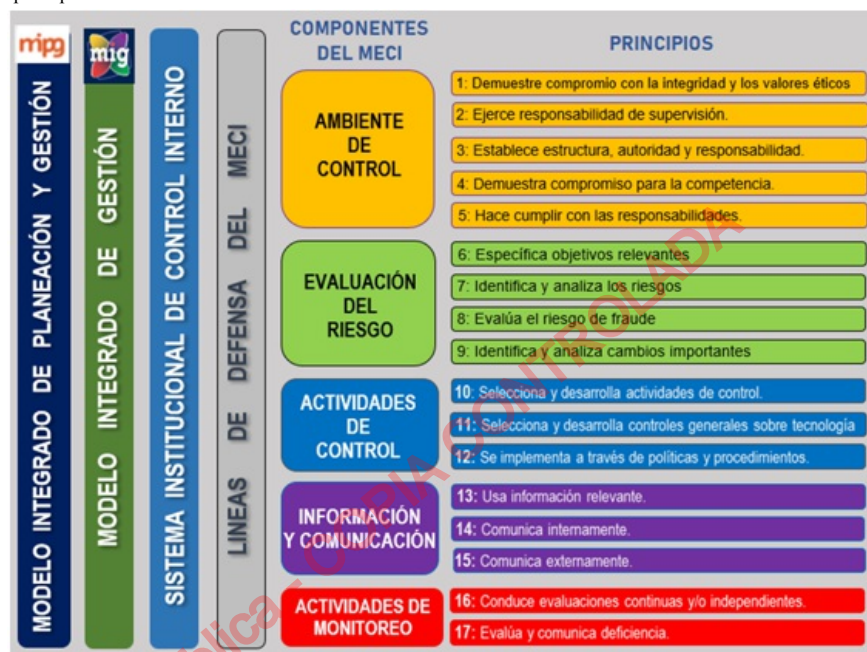 COMPONENTES
DEL MECI
PRINCIPIOS
mipg
mig
MODELO INTEGRADO DE PLANEACIÓN Y GESTIÓN
MODELO INTEGRADO DE GESTIÓN
SISTEMA INSTITUCIONAL DE CONTROL INTERNO
LINEAS DE DEFENSA DEL MECI
AMBIENTE
DE
CONTROL
1: Demuestre compromio con la integridad y los valores éticos
2: Ejerce responsabilidad de supervisión.
3: Establece estructura, autoridad y responsabilidad.
4: Demuestra compromiso para la competencia.
5: Hace cumplir con las responsabilidades.
EVALUACIÓN
DEL
RIESGO
6: Específica objetivos relevantes
7: Identifica y analiza los riesgos
8: Evalúa el riesgo de fraude
9: Identifica y analiza cambios importantes
ACTIVIDADES
DE
CONTROL
10: Selecciona y desarrolla actividades de control.
11: Selecciona y desarrolla controles generales sobre tecnología
12: Se implementa a través de políticas y procedimientos.
INFORMACIÓN
Y COMUNICACIÓN
13: Usa información relevante.
14: Comunica internamente.
15: Comunica externamente.
ACTIVIDADES DE
MONITOREO
16: Conduce evaluaciones continuas y/o independientes.
17: Evalúa y comunica deficiencia.
COPIA CONTROLADA